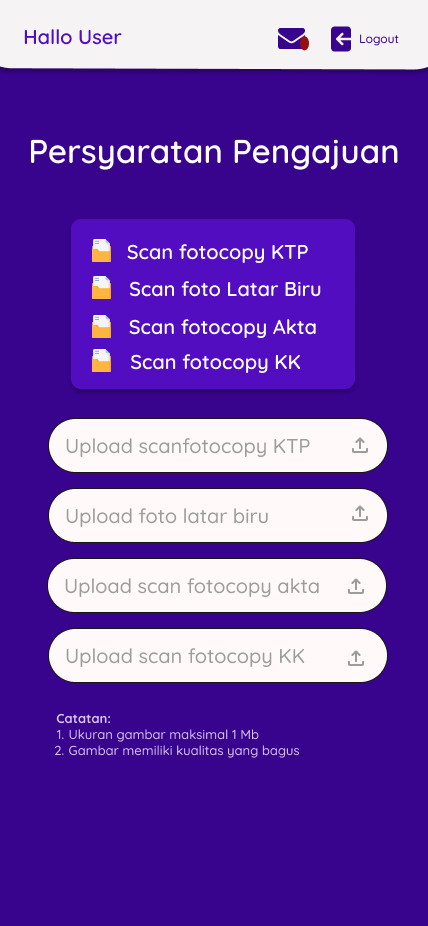 Hallo User
Logout
Persyaratan Pengajuan
Scan fotocopy KTP
Scan foto Latar Biru
Scan fotocopy Akta
Scan fotocopy KK
Upload scanfotocopy KTP
Upload foto latar biru
Upload scan fotocopy akta
Upload scan fotocopy KK
Catatan:
1. Ukuran gambar maksimal 1 Mb
2. Gambar memiliki kualitas yang bagus